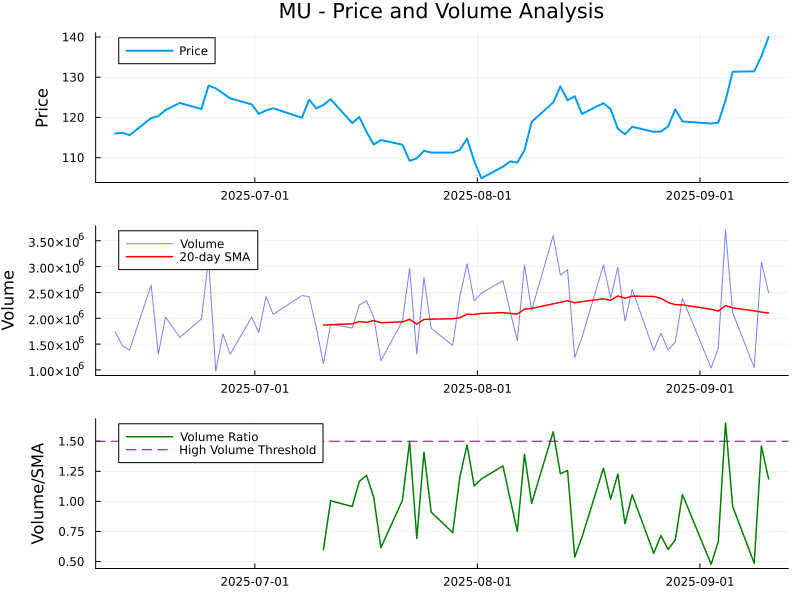 MU - Price and Volume Analysis
Price
140
130
120
110
Price
2025-07-01 2025-08-01 2025-09-01
Volume
3.50×10⁶
3.00×10⁶
2.50×10⁶
2.00×10⁶
1.50×10⁶
1.00×10⁶
Volume
20-day SMA
2025-07-01 2025-08-01 2025-09-01
Volume/SMA
1.50
1.25
1.00
0.75
0.50
Volume Ratio
High Volume Threshold
2025-07-01 2025-08-01 2025-09-01